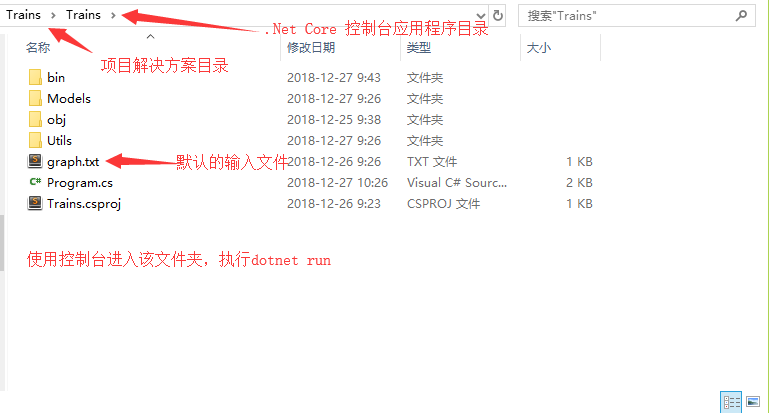 Trains > Trains >
搜索"Trains"
.Net Core 控制台应用程序目录
名称 修改日期 类型 大小
项目解决方案目录
bin 2018-12-27 9:43 文件夹
Models 2018-12-27 9:26 文件夹
obj 2018-12-25 9:38 文件夹
Utils 2018-12-27 9:26 文件夹
graph.txt 默认的输入文件 2018-12-26 9:26 TXT 文件 1 KB
Program.cs 2018-12-27 10:26 Visual C# Sourc... 2 KB
Trains.csproj 2018-12-26 9:23 CSPROJ 文件 1 KB
使用控制台进入该文件夹，执行dotnet run